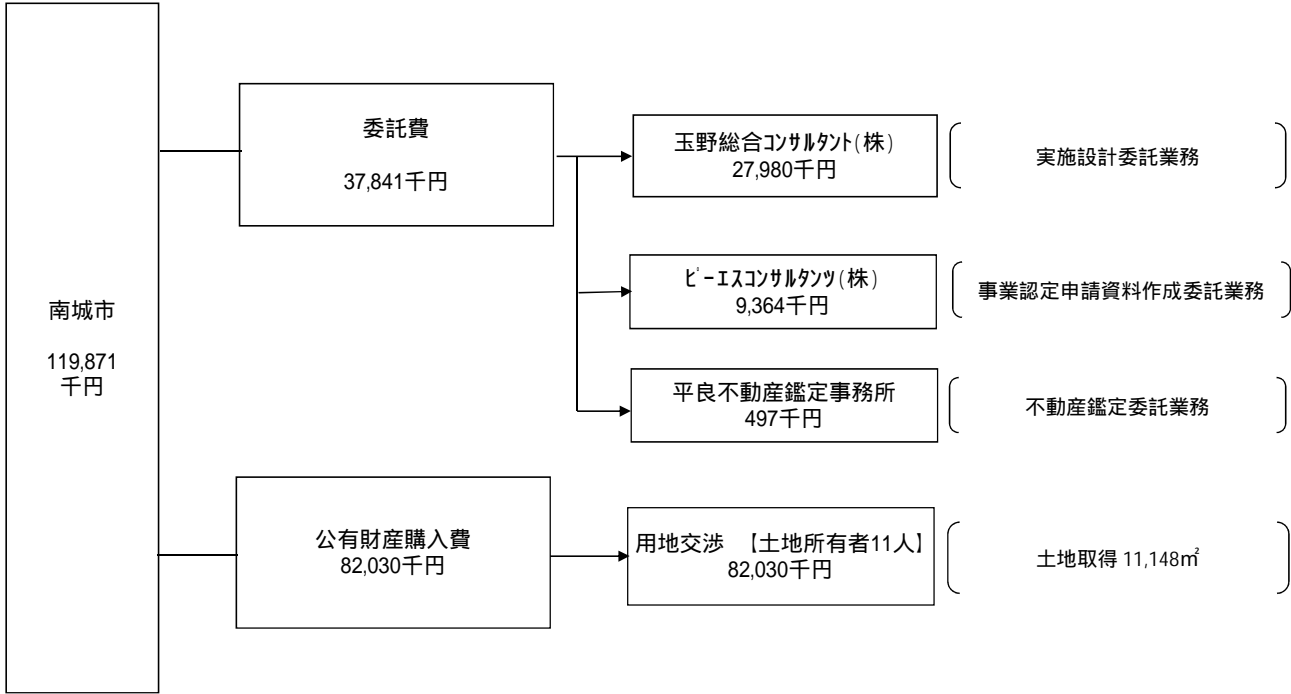 南城市
119,871
千円
委託費
37,841千円
玉野総合ｺﾝｻﾙﾀﾝﾄ(株)
27,980千円
実施設計委託業務
ﾋﾟｰｴｽｺﾝｻﾙﾀﾝﾂ(株)
9,364千円
事業認定申請資料作成委託業務
平良不動産鑑定事務所
497千円
不動産鑑定委託業務
公有財産購入費
82,030千円
用地交渉 【土地所有者11人】
82,030千円
土地取得 11,148㎡